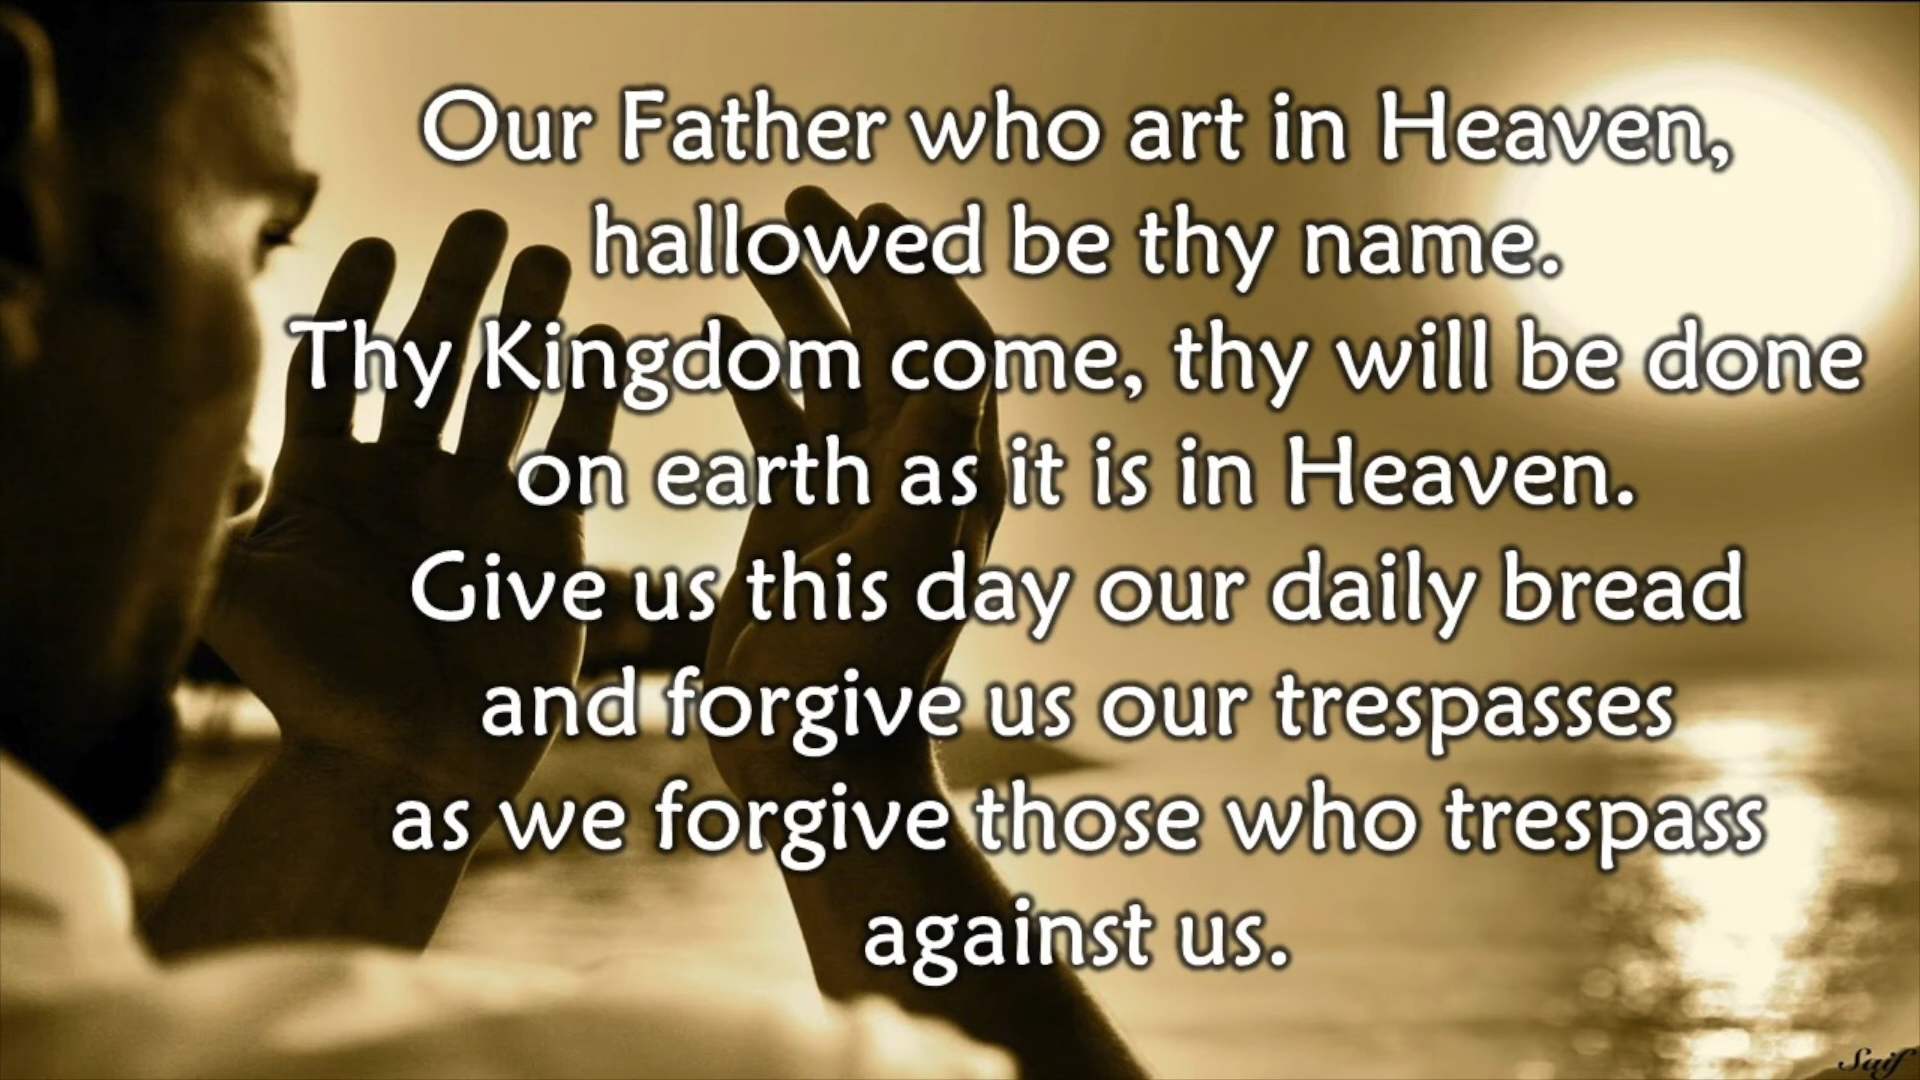 Our Father who art in Heaven,
hallowed be thy name.
Thy Kingdom come, thy will be done
on earth as it is in Heaven.
Give us this day our daily bread
and forgive us our trespasses
as we forgive those who trespass
against us.
Saif